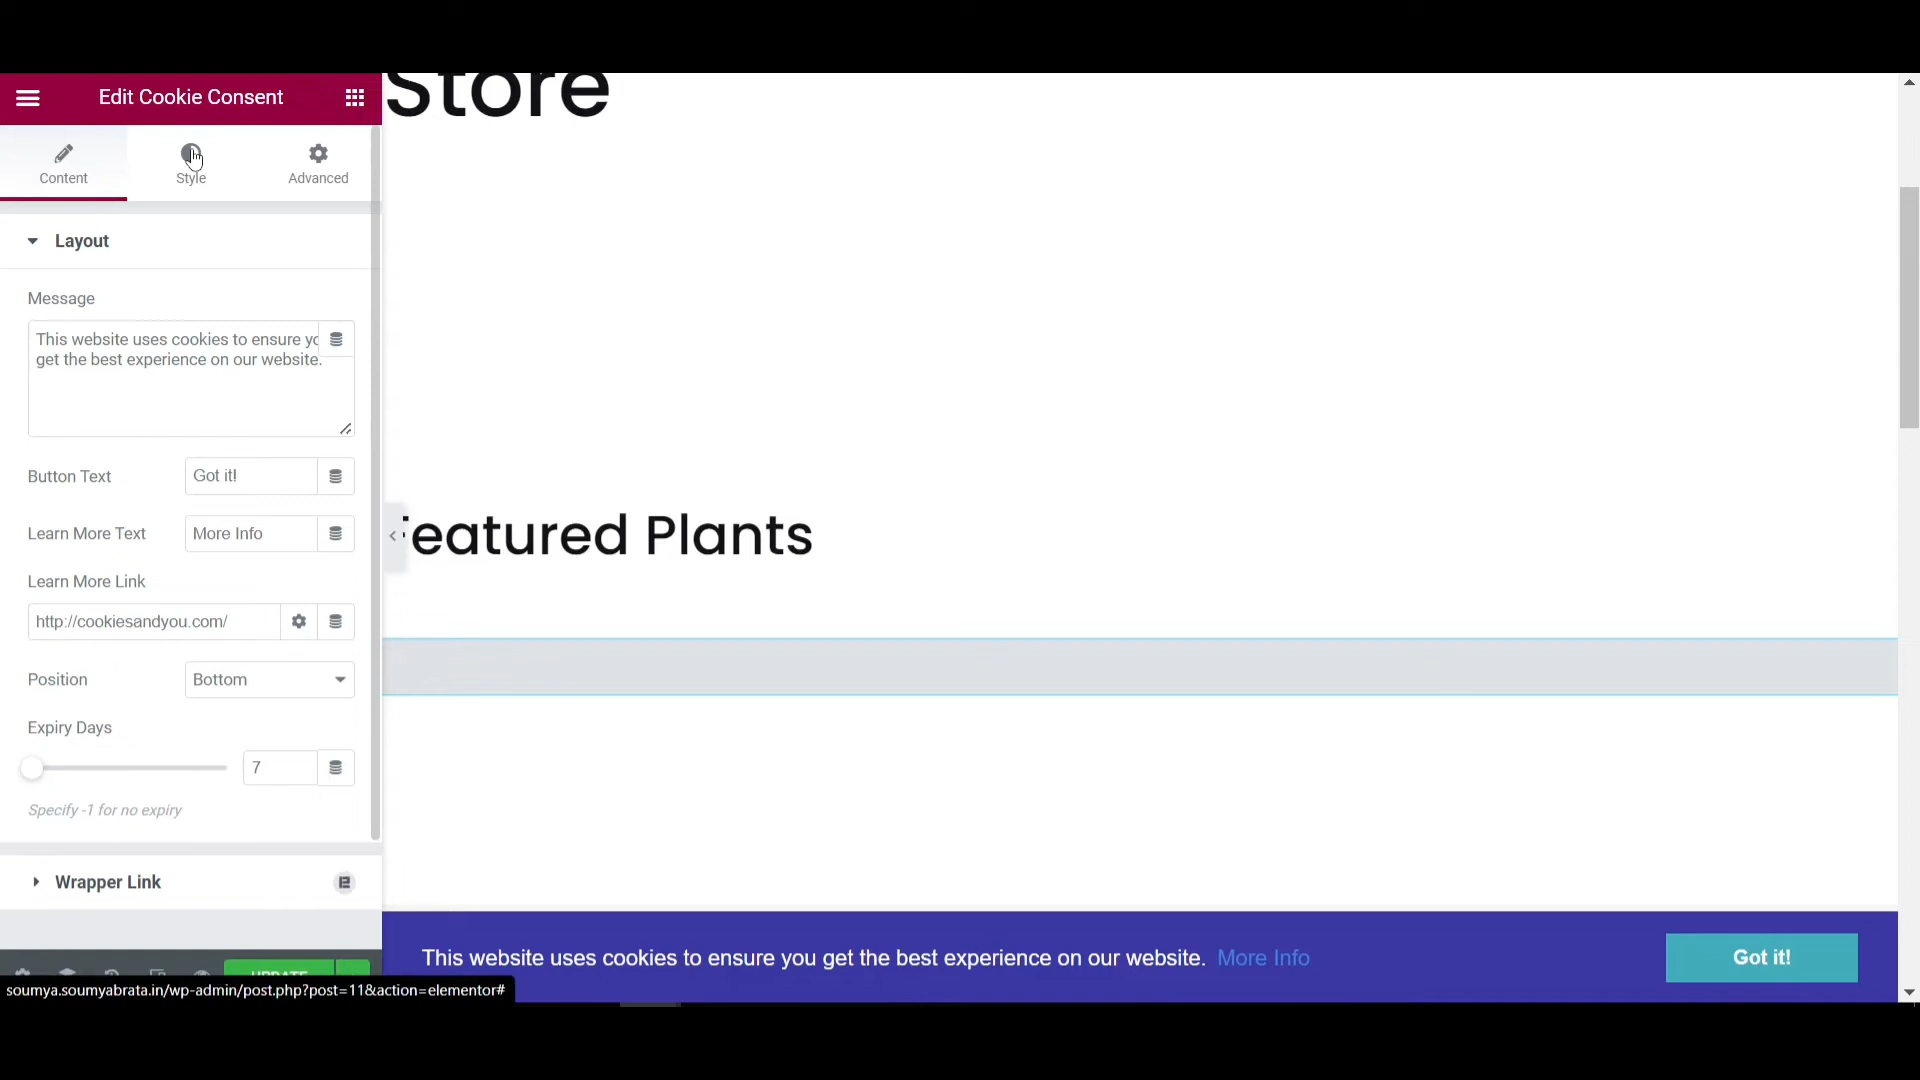 Edit Cookie Consent
Content
Style
Advanced
Layout
Message
This website uses cookies to ensure
get the best experience on our website.
Button Text
Got it!
Learn More Text
More Info
Learn More Link
http://cookiesandyou.com/
Position
Bottom
Expiry Days
7
Specify -1 for no expiry
Wrapper Link
UPDATE
soumya.soumyabrata.in/wp-admin/post.php?post=11&action=elementor#
Store
Featured Plants
This website uses cookies to ensure you get the best experience on our website. More Info
Got it!